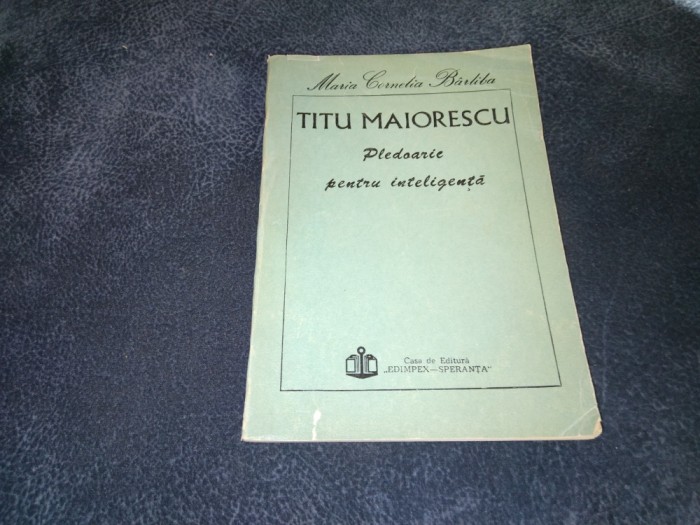 Maria Cornelia Bârliba
TITU MAIORESCU
Pledoarie
pentru inteligență
Casa de Editură
„EDIMPEX—SPERANȚA"